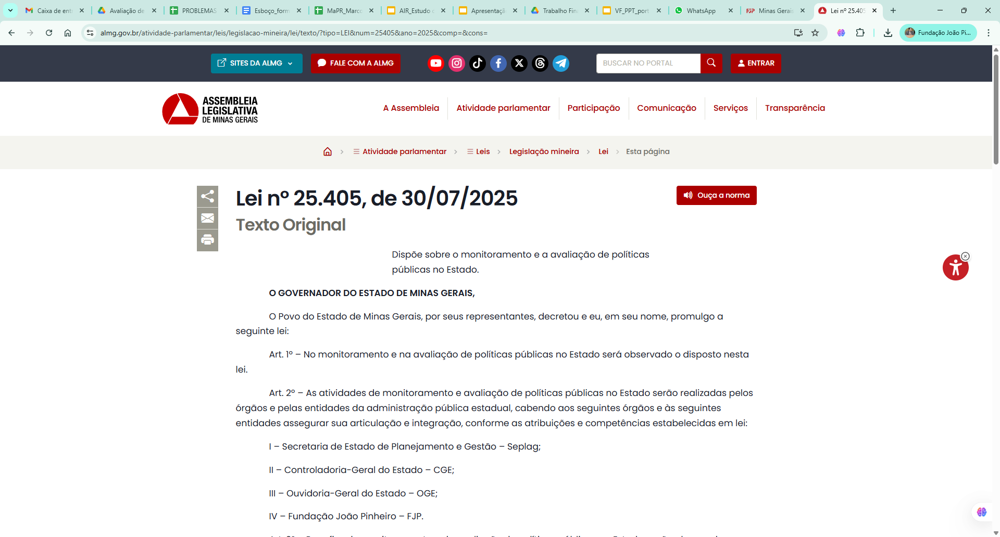 Caixa de ent
Avaliação de
PROBLEMAS
Esboço_form
MaPR_Marco
AIR_Estudo
Apresentaçã
Trabalho Fin
VF_PPT_port
WhatsApp
FJP Minas Gerais
Lei nº 25.405
almg.gov.br/atividade-parlamentar/leis/legislacao-mineira/lei/texto/?tipo=LEI&num=25405&ano=2025&comp=&cons=
Fundação João Pi...
SITES DA ALMG
FALE COM A ALMG
BUSCAR NO PORTAL
ENTRAR
ASSEMBLEIA
LEGISLATIVA
DE MINAS GERAIS
A Assembleia
Atividade parlamentar
Participação
Comunicação
Serviços
Transparência
Atividade parlamentar
Leis
Legislação mineira
Lei
Esta página
Lei nº 25.405, de 30/07/2025
Ouça a norma
Texto Original
Dispõe sobre o monitoramento e a avaliação de políticas
públicas no Estado.
O GOVERNADOR DO ESTADO DE MINAS GERAIS,
O Povo do Estado de Minas Gerais, por seus representantes, decretou e eu, em seu nome, promulgo a
seguinte lei:
Art. 1º – No monitoramento e na avaliação de políticas públicas no Estado será observado o disposto nesta
lei.
Art. 2º – As atividades de monitoramento e avaliação de políticas públicas no Estado serão realizadas pelos
órgãos e pelas entidades da administração pública estadual, cabendo aos seguintes órgãos e às seguintes
entidades assegurar sua articulação e integração, conforme as atribuições e competências estabelecidas em lei:
I – Secretaria de Estado de Planejamento e Gestão – Seplag;
II – Controladoria-Geral do Estado – CGE;
III – Ouvidoria-Geral do Estado – OGE;
IV – Fundação João Pinheiro – FJP.